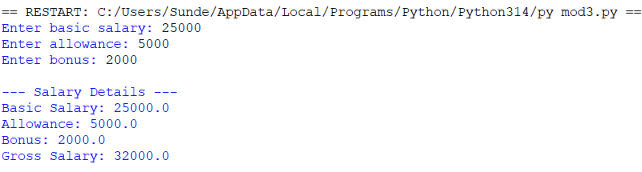 == RESTART: C:/Users/Sunde/AppData/Local/Programs/Python/Python314/py mod3.py ==
Enter basic salary: 25000
Enter allowance: 5000
Enter bonus: 2000
--- Salary Details ---
Basic Salary: 25000.0
Allowance: 5000.0
Bonus: 2000.0
Gross Salary: 32000.0